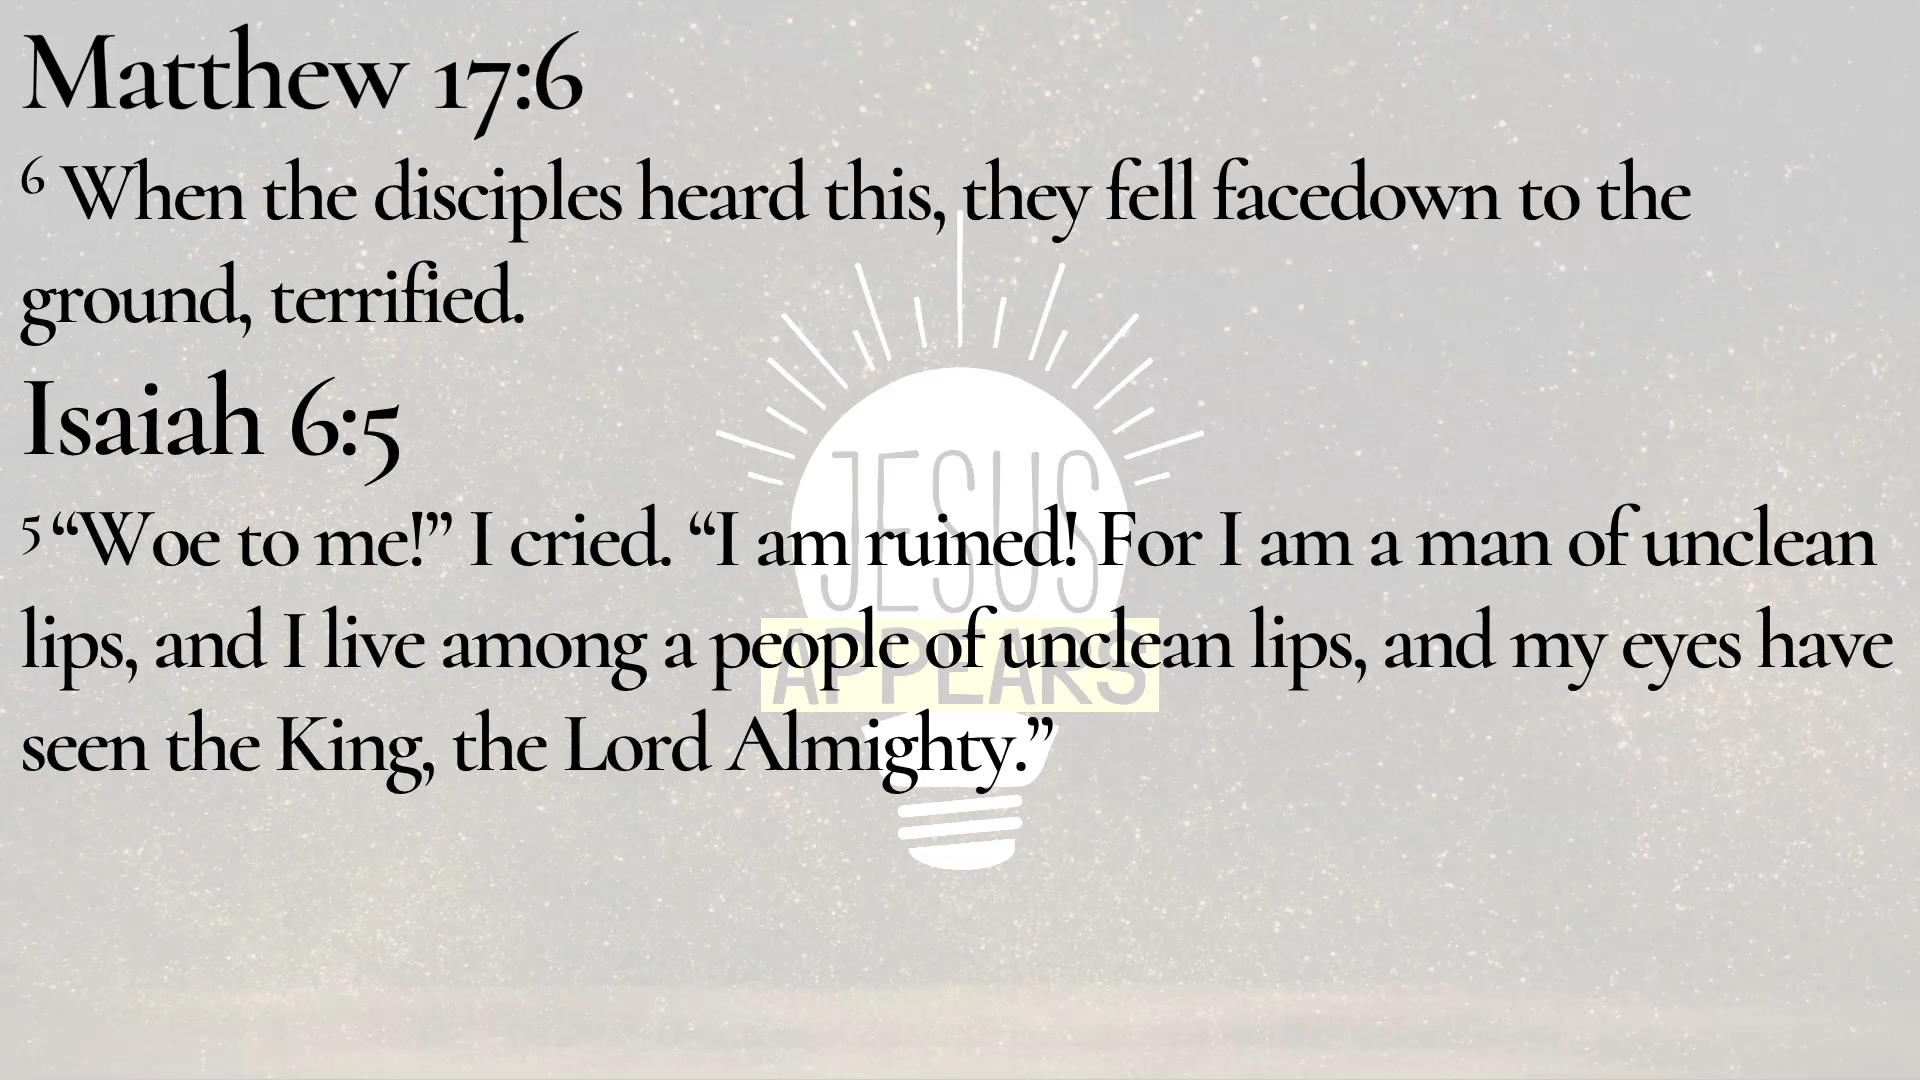 Matthew 17:6
6 When the disciples heard this, they fell facedown to the
ground, terrified.
Isaiah 6:5
5 “Woe to me!” I cried. “I am ruined! For I am a man of unclean
lips, and I live among a people of unclean lips, and my eyes have
seen the King, the Lord Almighty.”
JESUS
APPEARS